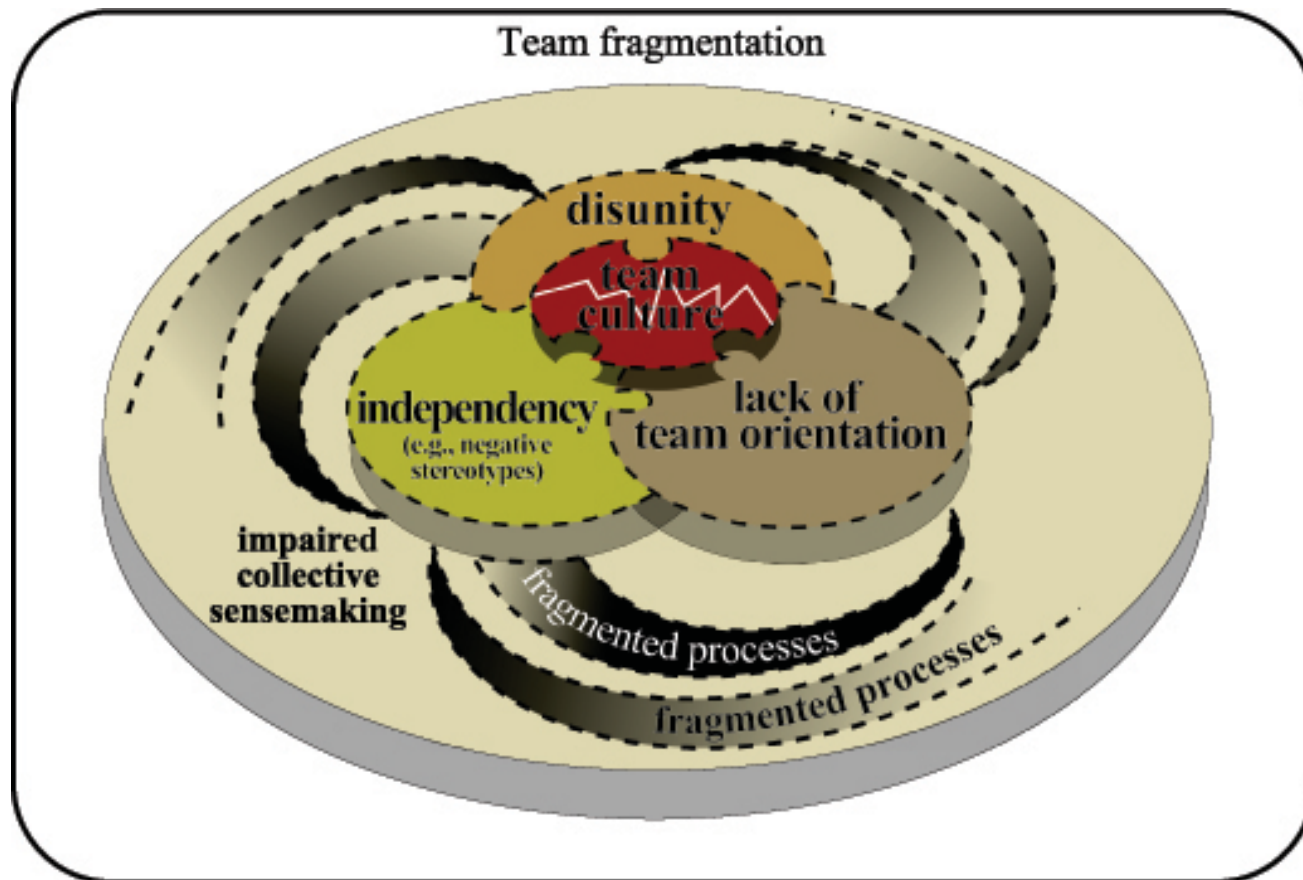 Team fragmentation
disunity
team
culture
independency
(e.g., negative
stereotypes)
lack of
team orientation
impaired
collective
sensemaking
fragmented processes
fragmented processes